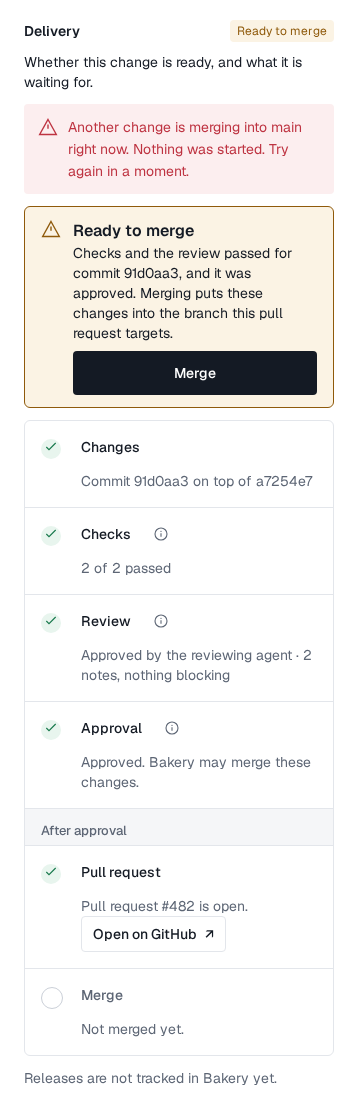 Delivery
Ready to merge
Whether this change is ready, and what it is
waiting for.
Another change is merging into main
right now. Nothing was started. Try
again in a moment.
Ready to merge
Checks and the review passed for
commit 91d0aa3, and it was
approved. Merging puts these
changes into the branch this pull
request targets.
Merge
Changes
Commit 91d0aa3 on top of a7254e7
Checks
2 of 2 passed
Review
Approved by the reviewing agent · 2
notes, nothing blocking
Approval
Approved. Bakery may merge these
changes.
After approval
Pull request
Pull request #482 is open.
Open on GitHub
Merge
Not merged yet.
Releases are not tracked in Bakery yet.